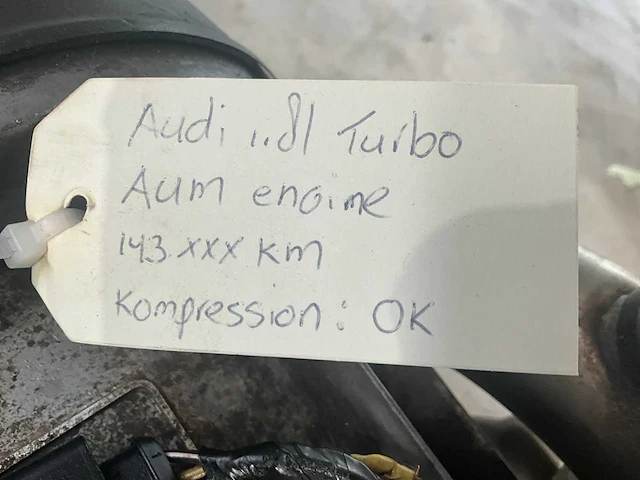 Audi 1.8l Turbo
AUM engine
143.xxx km
Kompression: OK